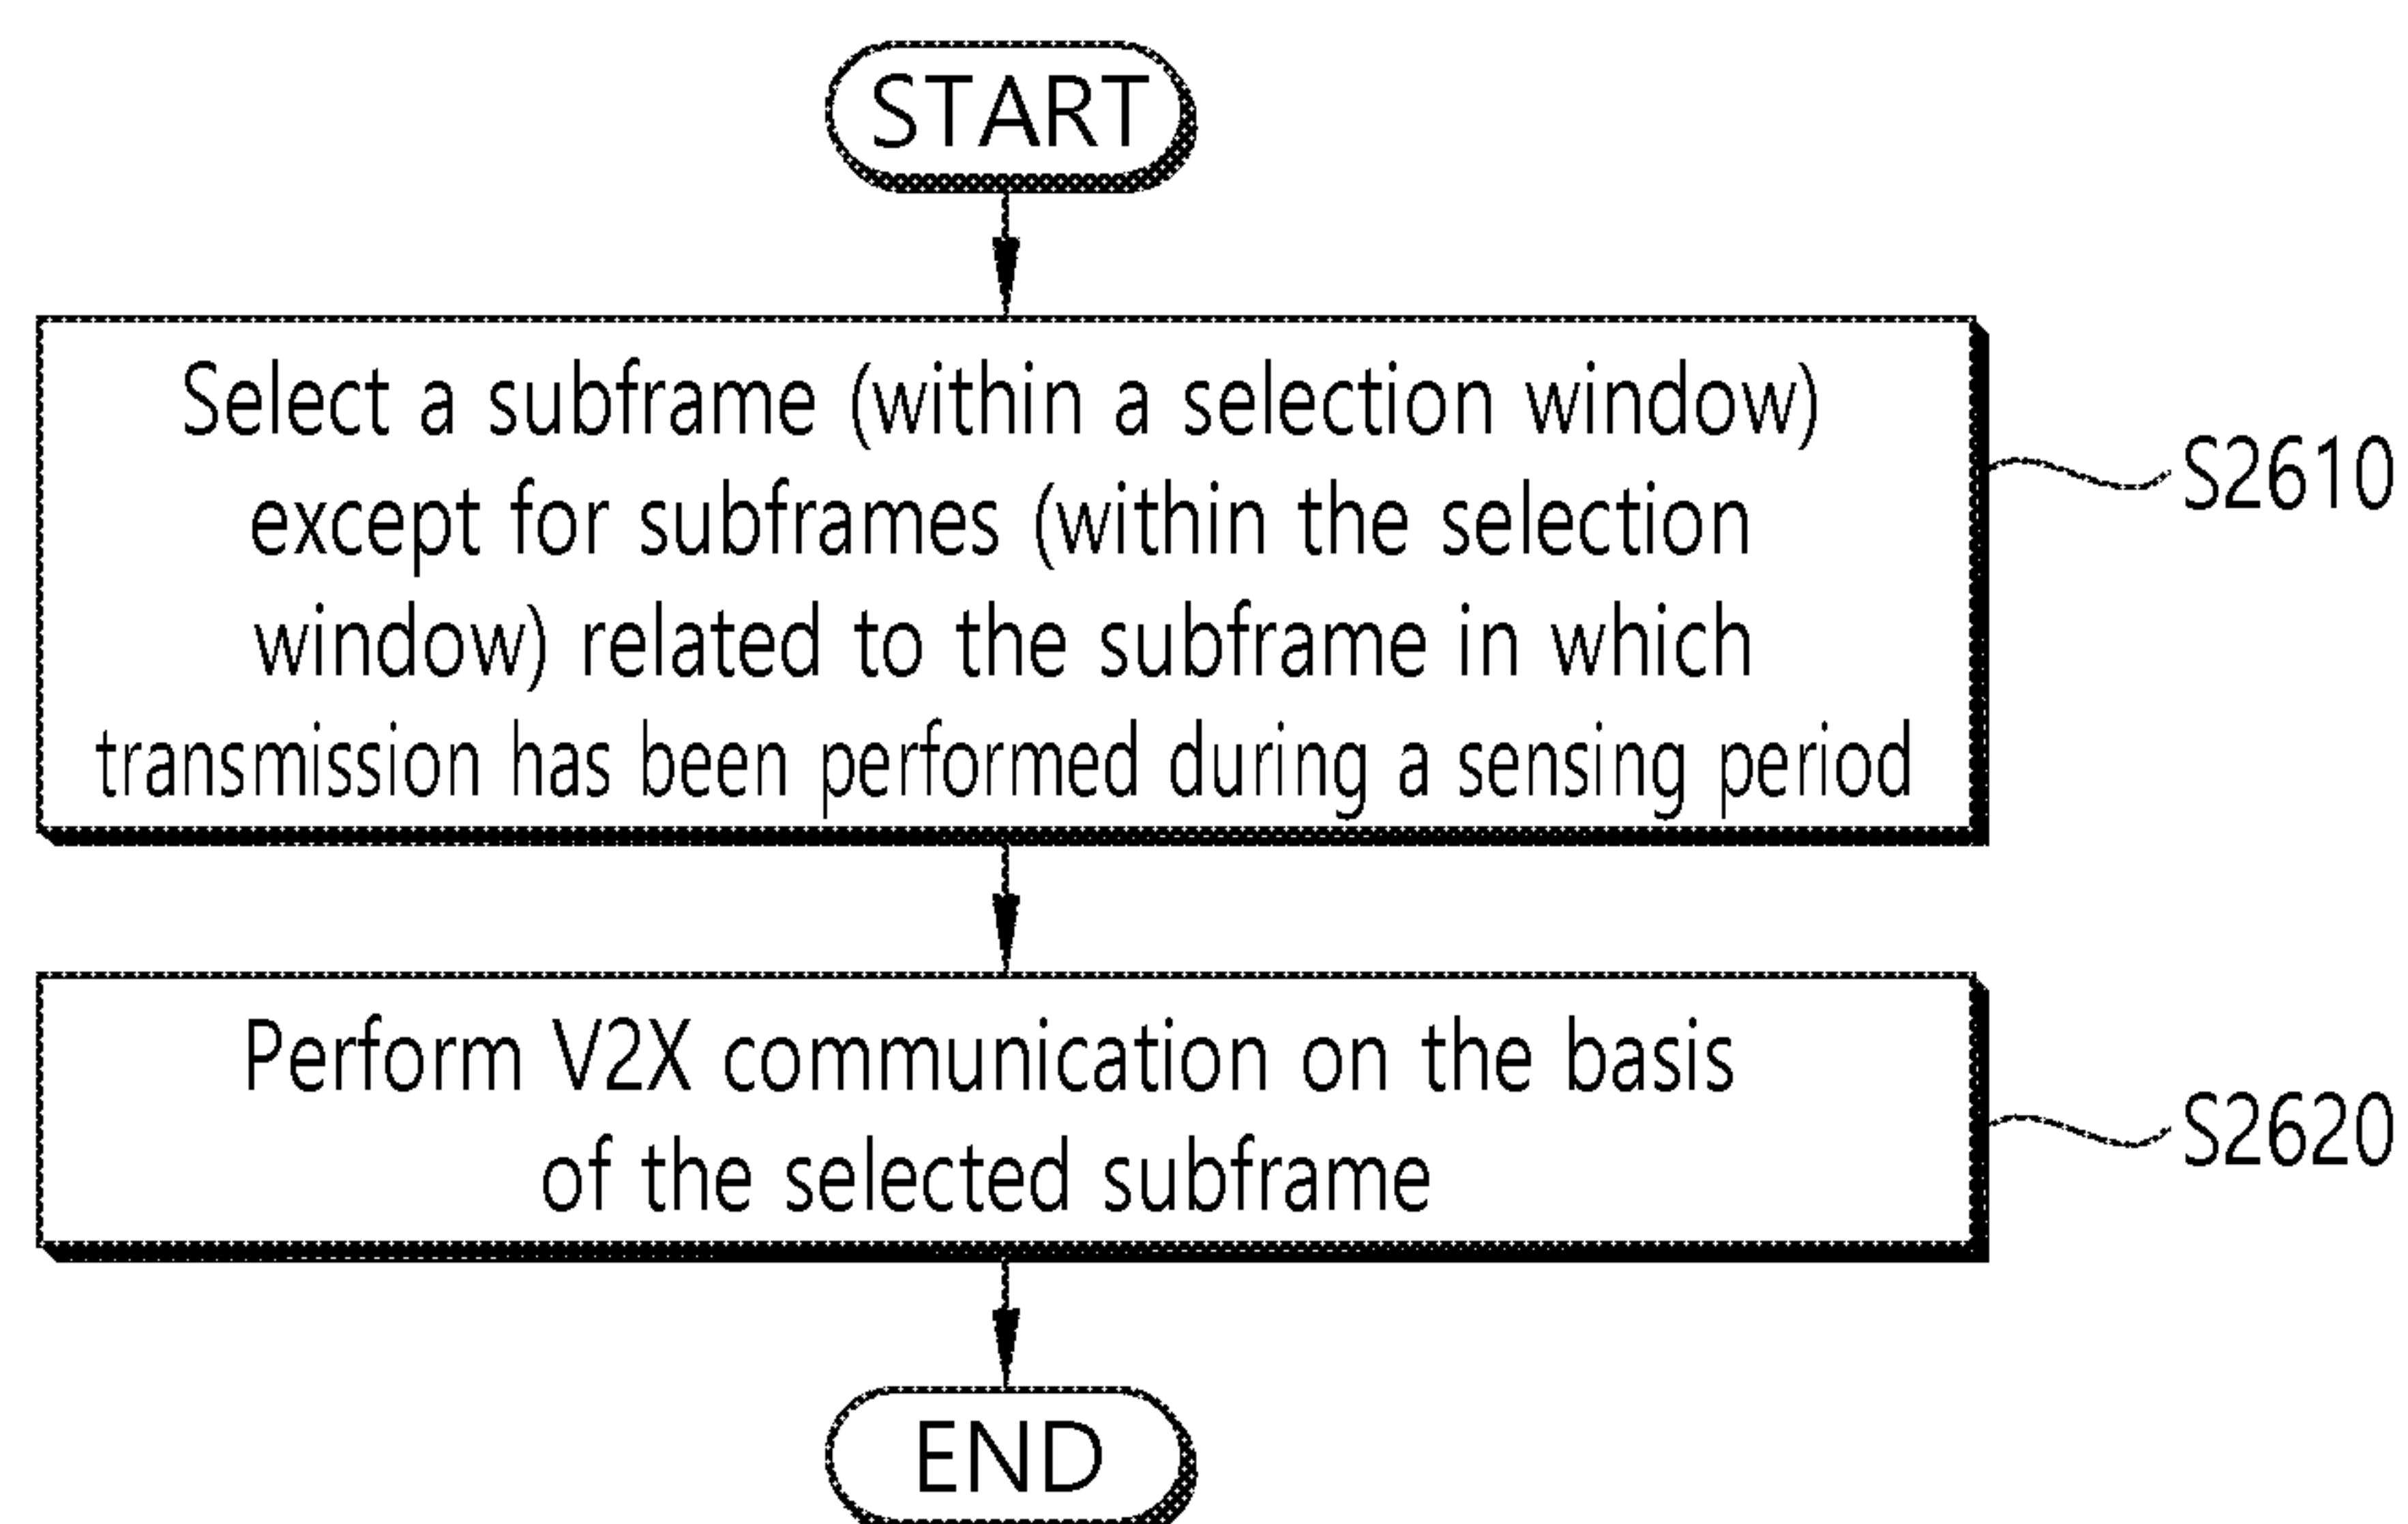 START
Select a subframe (within a selection window)
except for subframes (within the selection
window) related to the subframe in which
transmission has been performed during a sensing period
S2610
Perform V2X communication on the basis
of the selected subframe
S2620
END